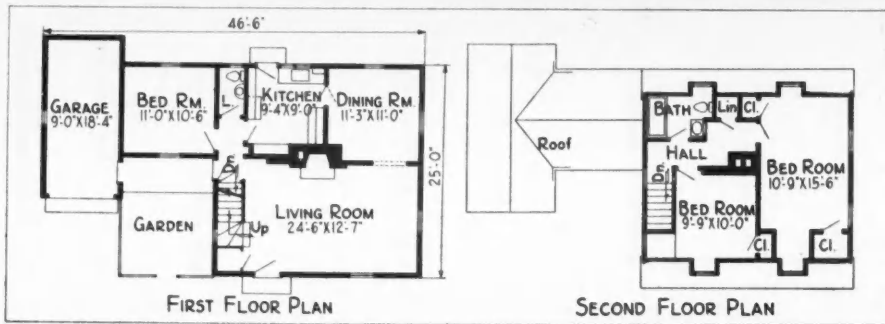 46'-6"
GARAGE
9'-0"X18'-4"
BED RM.
11'-0"X10'-6"
L.
KITCHEN
9'-4"X9'-0"
DINING RM.
11'-3"X11'-0"
25'-0"
Dn.
GARDEN
Up
LIVING ROOM
24'-6"X12'-7"
FIRST FLOOR PLAN
Roof
BATH
Lin
Cl.
HALL
Dn.
BED ROOM
10'-9"X15'-6"
BED ROOM
9'-9"X10'-0"
Cl.
Cl.
SECOND FLOOR PLAN